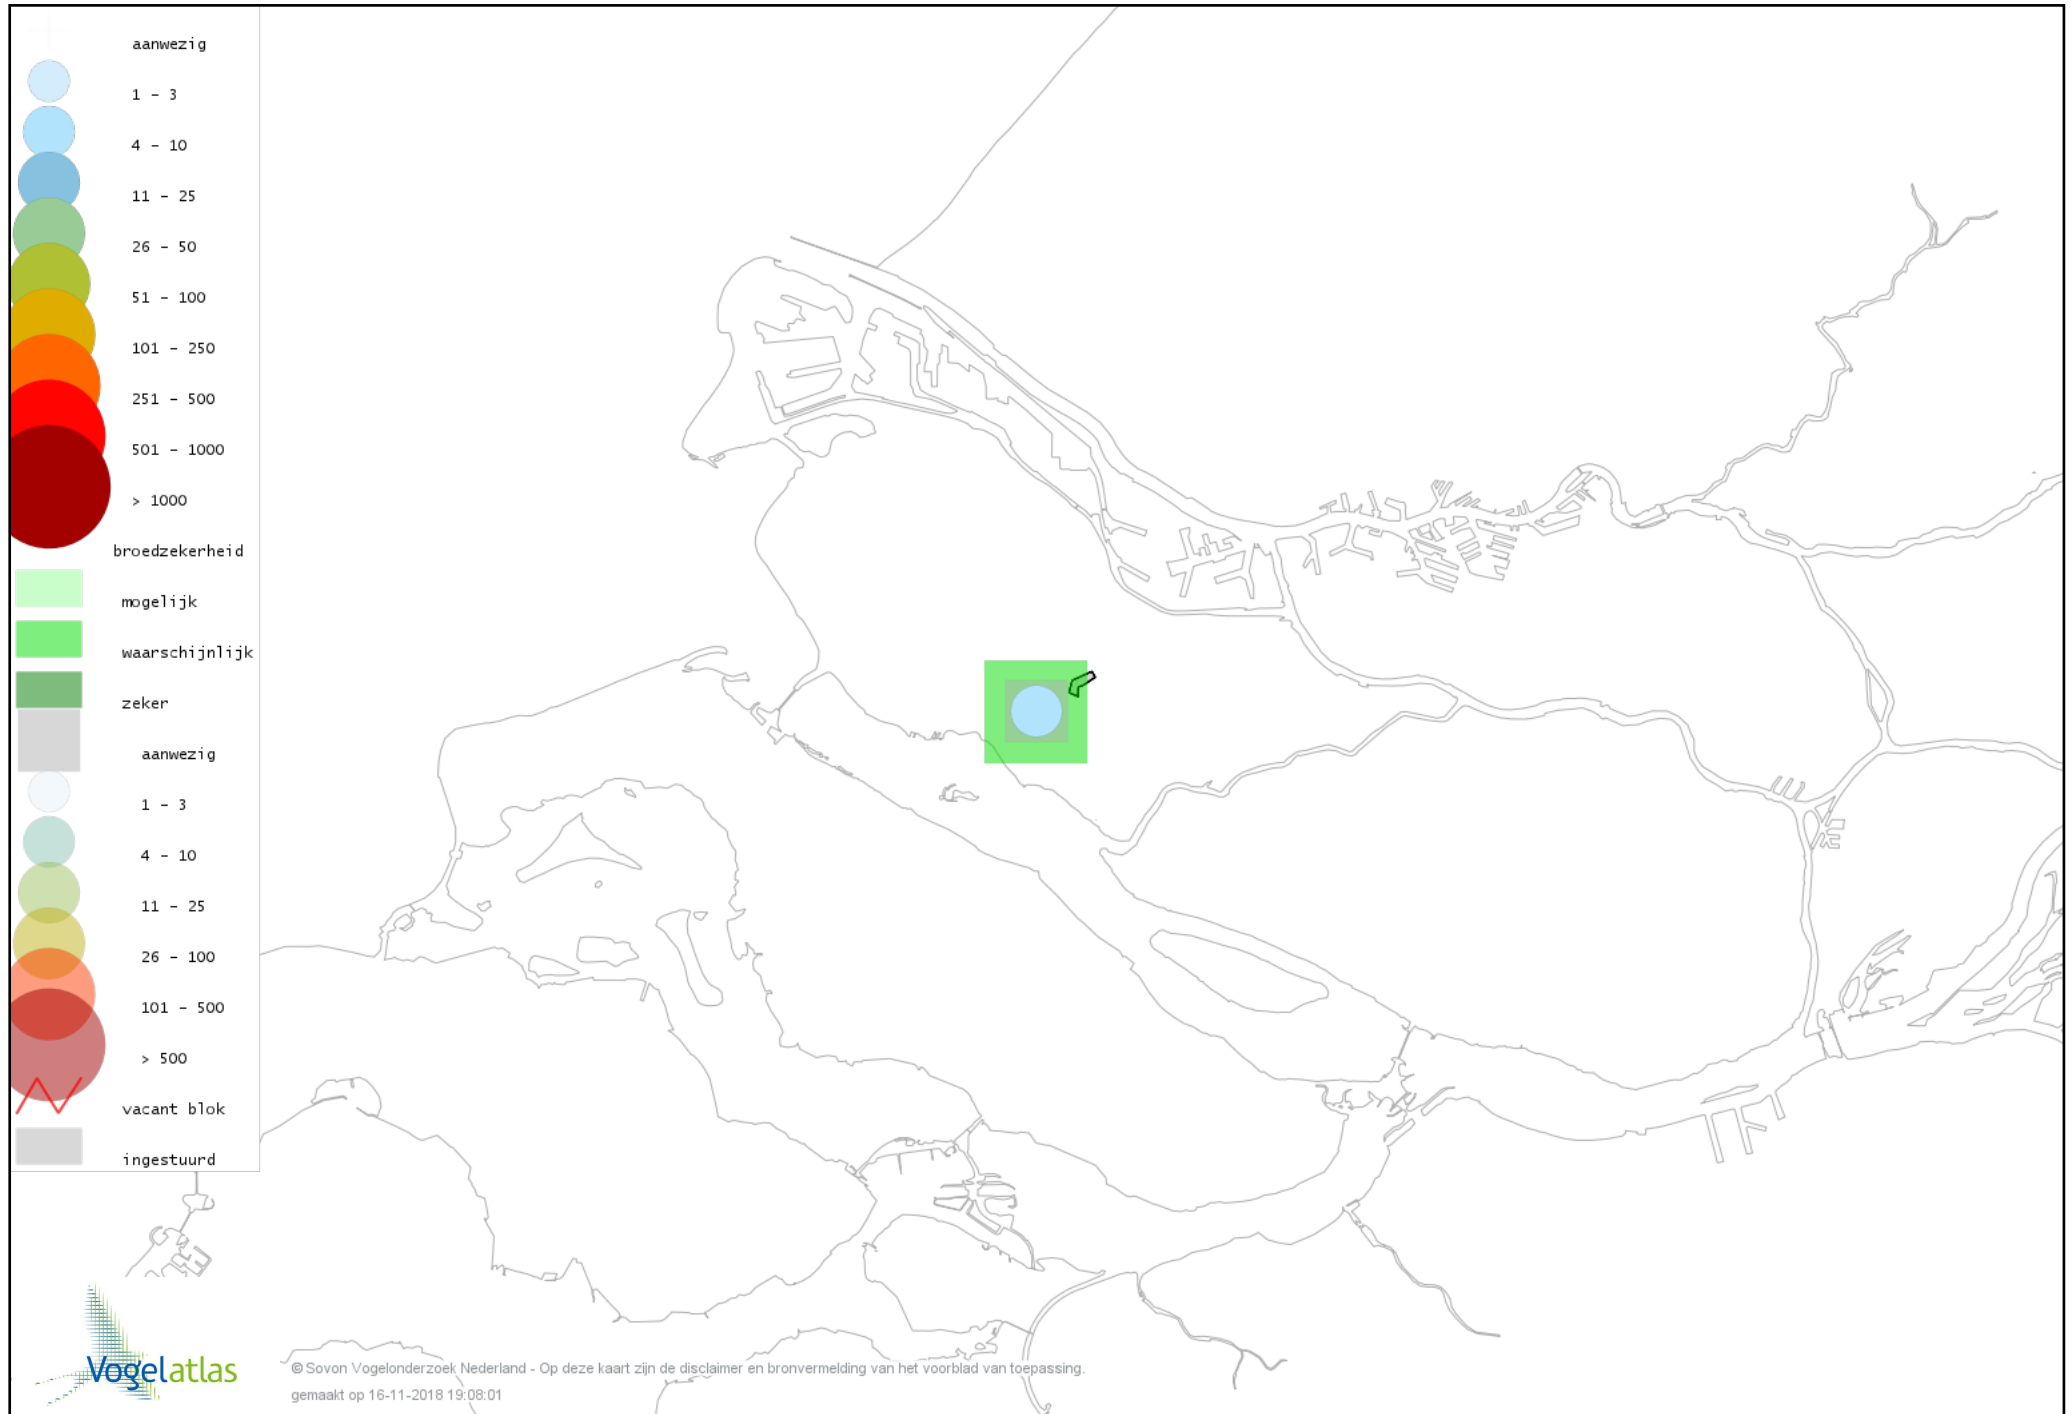 aanwezig
1 - 3
4 - 10
11 - 25
26 - 50
51 - 100
101 - 250
251 - 500
501 - 1000
> 1000
broedzekerheid
mogelijk
waarschijnlijk
zeker
aanwezig
1 - 3
4 - 10
11 - 25
26 - 100
101 - 500
> 500
vacant blok
ingestuurd
Vogelatlas
© Sovon Vogelonderzoek Nederland - Op deze kaart zijn de disclaimer en bronvermelding van het voorblad van toepassing.
gemaakt op 16-11-2018 19:08:01